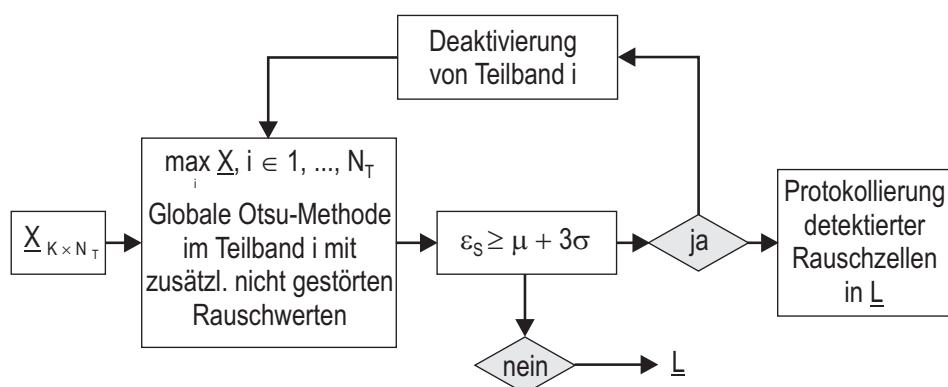 Deaktivierung
von Teilband i
max X, i ∈ 1, ..., N_T
i
Globale Otsu-Methode
im Teilband i mit
zusätzl. nicht gestörten
Rauschwerten
X K × N_T
ε_S ≥ μ + 3σ
ja
Protokollierung
detektierter
Rauschzellen
in L
nein
L